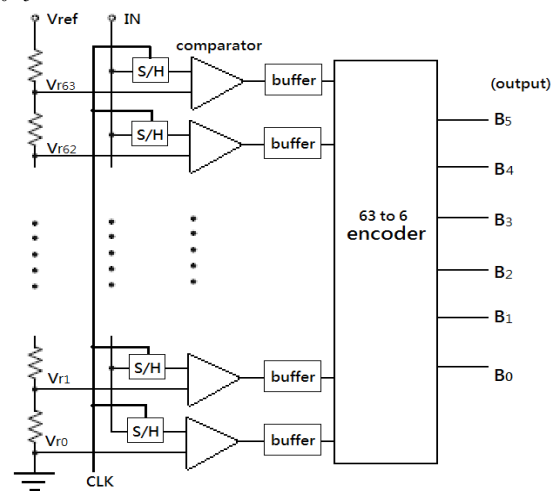 Vref
IN
comparator
S/H
buffer
Vr63
(output)
S/H
buffer
Vr62
B5
B4
63 to 6
encoder
B3
B2
B1
S/H
buffer
Vr1
B0
S/H
buffer
Vr0
CLK